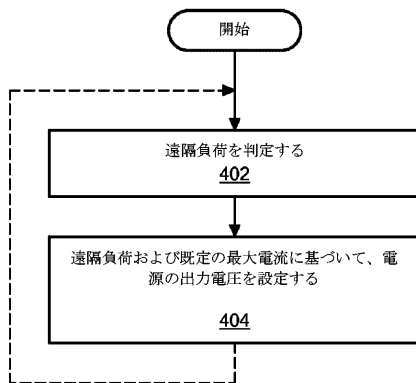 開始
遠隔負荷を判定する
402
遠隔負荷および既定の最大電流に基づいて、電
源の出力電圧を設定する
404